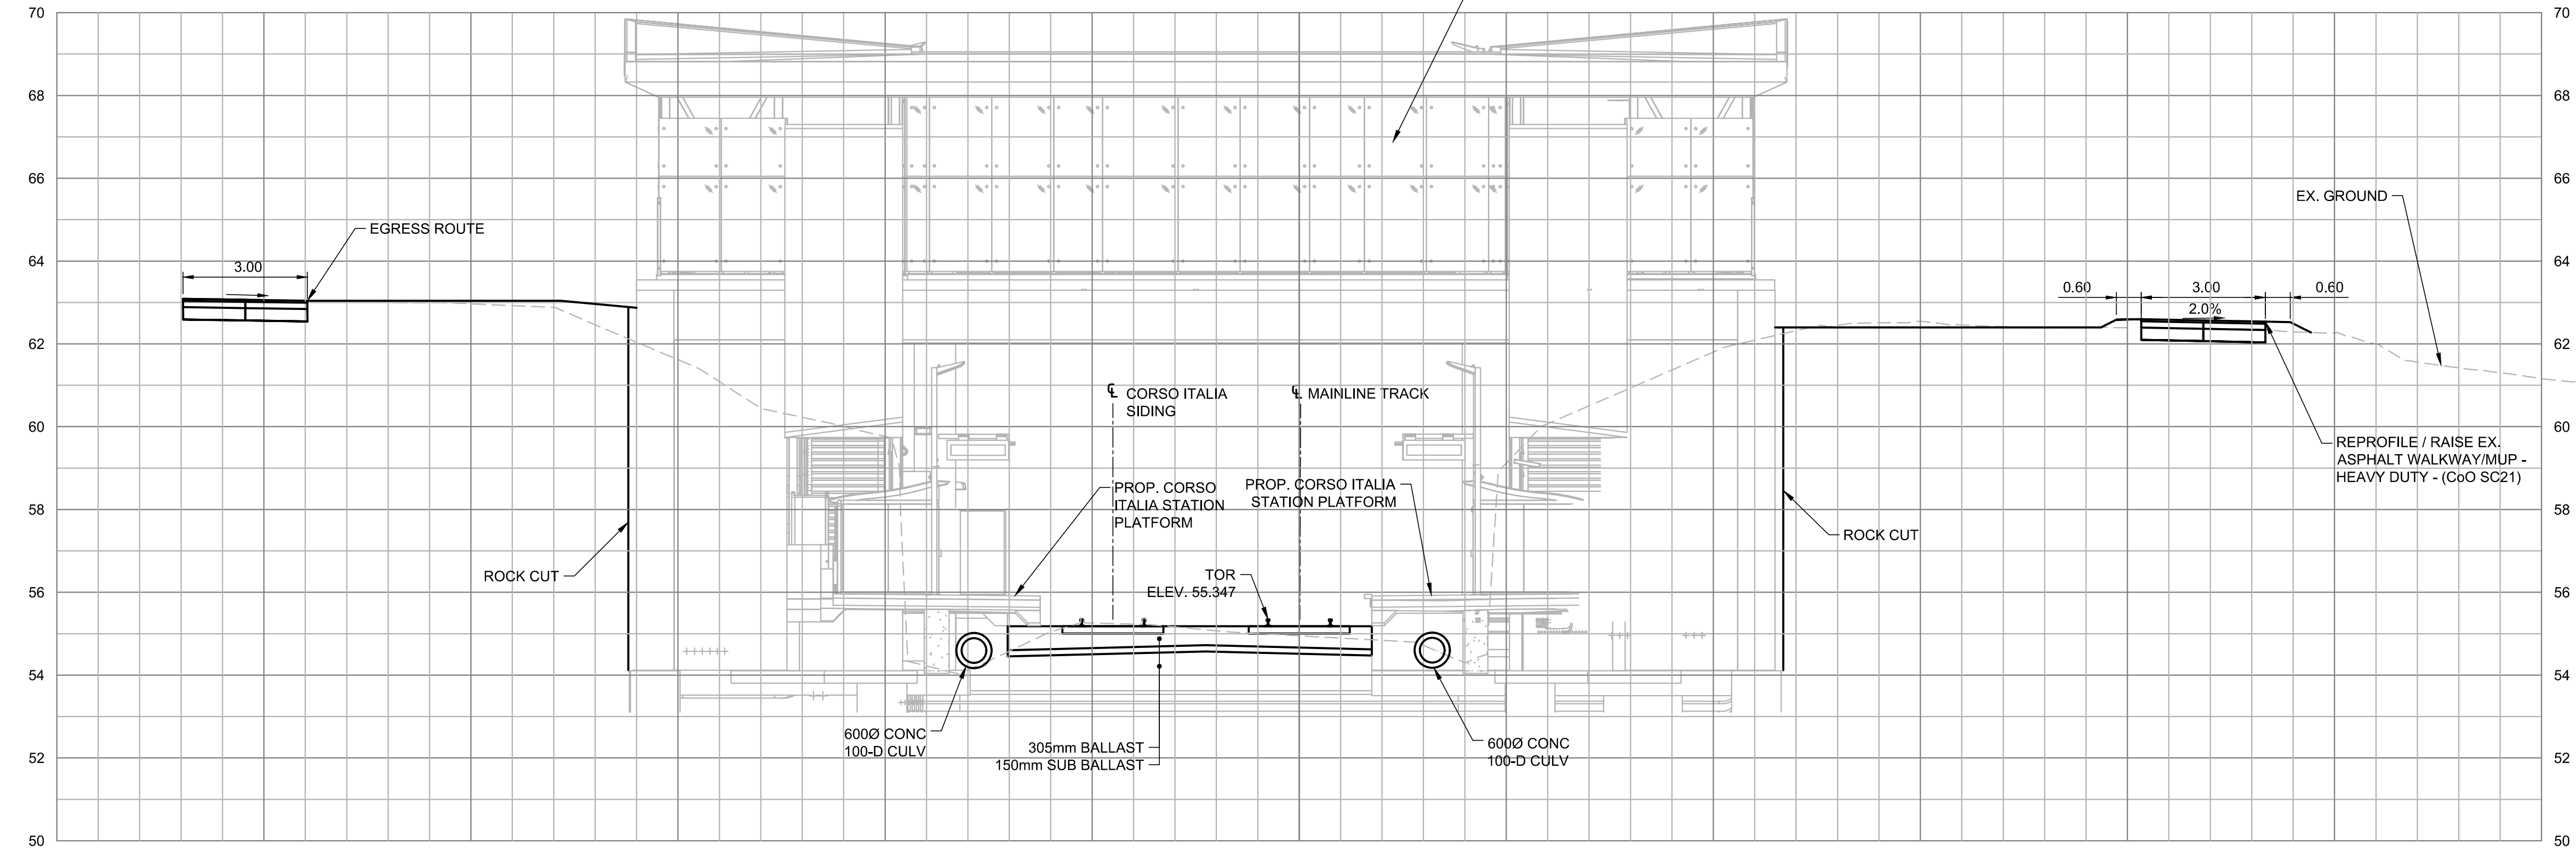 70
70
68
68
66
66
EX. GROUND
EGRESS ROUTE
64
64
3.00
0.60
3.00
0.60
2.0%
62
62
℄ CORSO ITALIA
SIDING
℄ MAINLINE TRACK
60
60
REPROFILE / RAISE EX.
ASPHALT WALKWAY/MUP -
HEAVY DUTY - (CoO SC21)
PROP. CORSO
ITALIA STATION
PLATFORM
PROP. CORSO ITALIA
STATION PLATFORM
58
58
ROCK CUT
ROCK CUT
TOR
ELEV. 55.347
56
56
54
54
600Ø CONC
100-D CULV
305mm BALLAST
150mm SUB BALLAST
600Ø CONC
100-D CULV
52
52
50
50